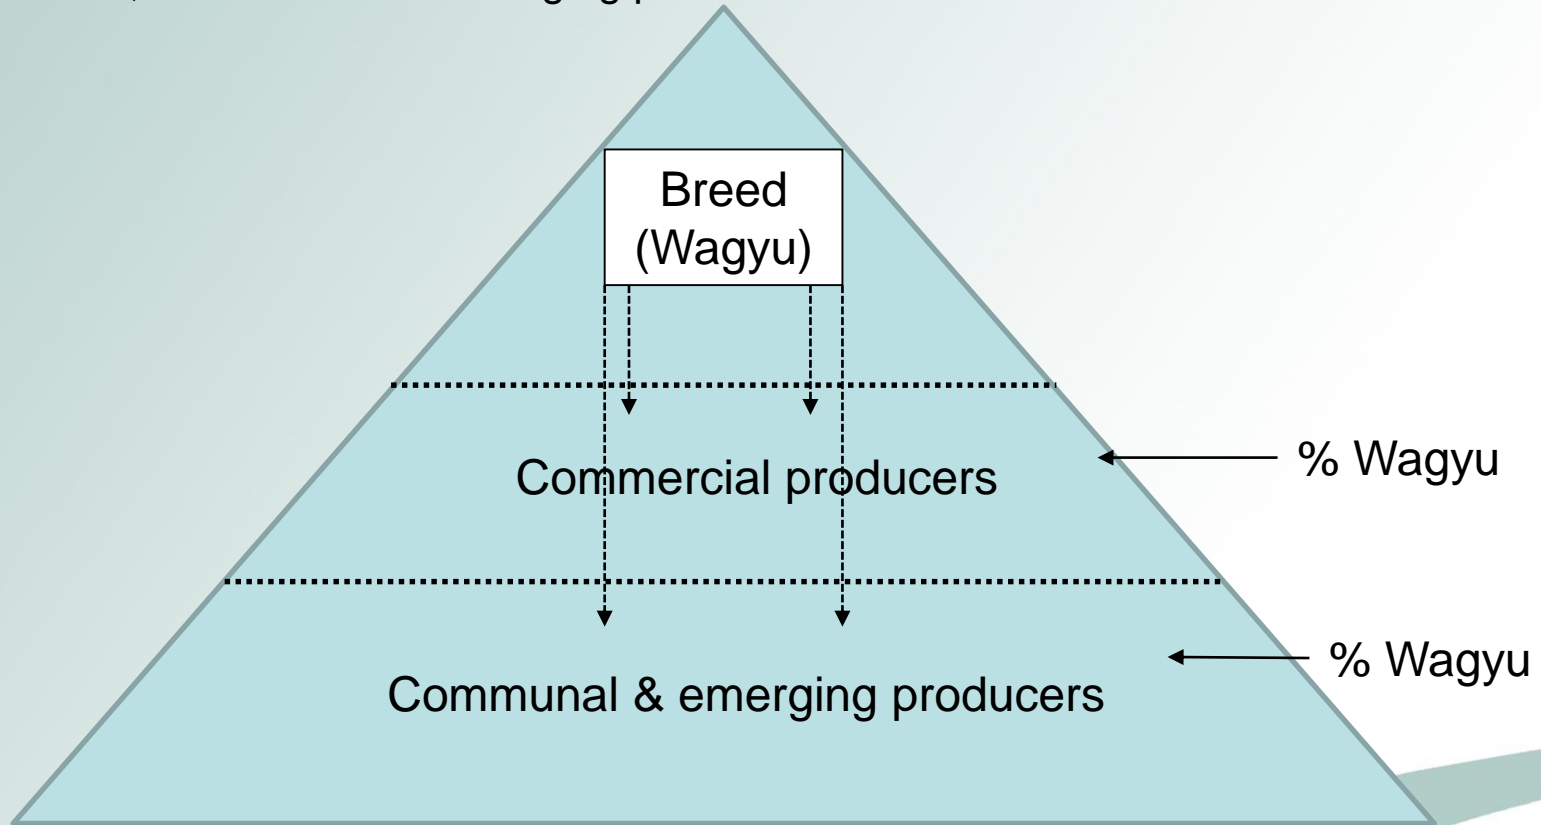 Breed
(Wagyu)
Commercial producers
% Wagyu
% Wagyu
Communal & emerging producers